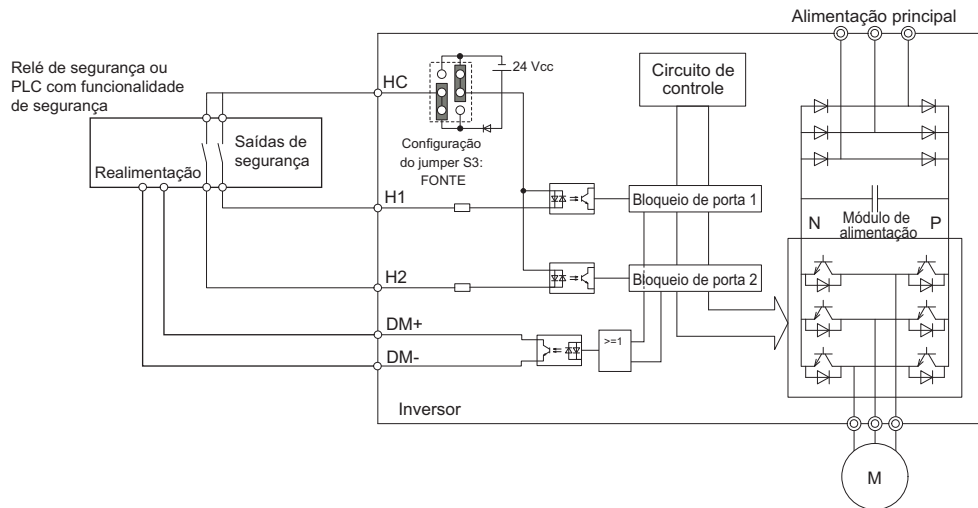 Alimentação principal
Relé de segurança ou
PLC com funcionalidade
de segurança
HC
24 Vcc
Circuito de
controle
Saídas de
segurança
Realimentação
Configuração
do jumper S3:
FONTE
H1
Bloqueio de porta 1
N
Módulo de
alimentação
P
H2
Bloqueio de porta 2
DM+
DM-
>=1
Inversor
M